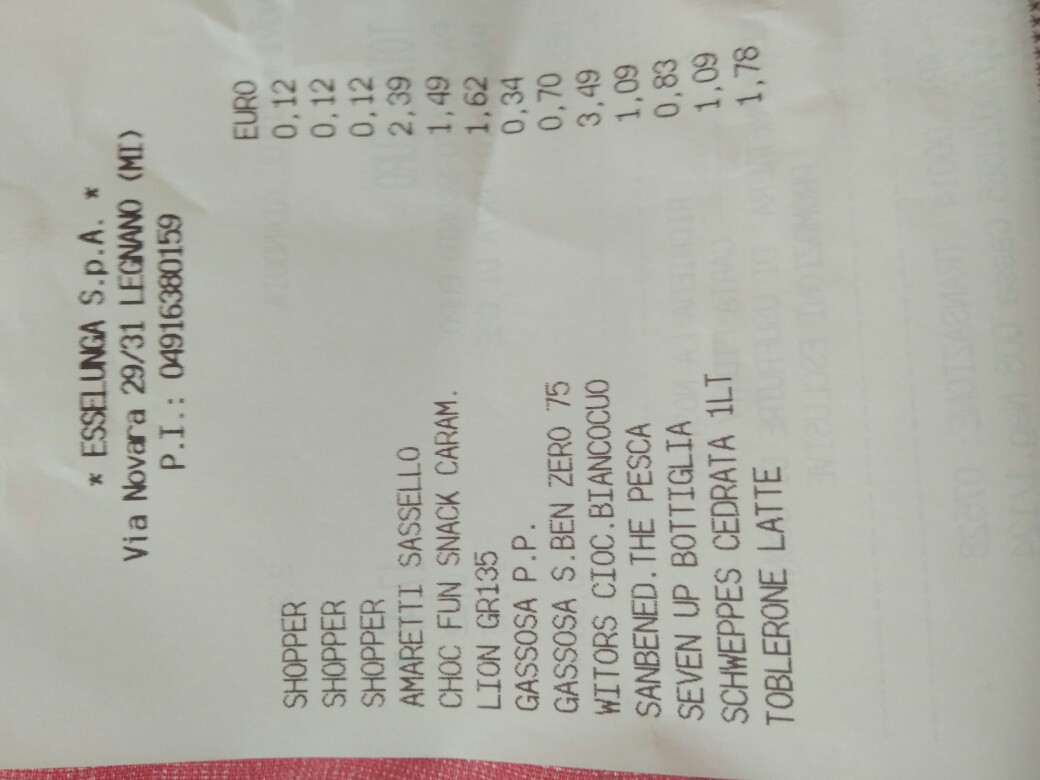 * ESSELUNGA S.p.A. *
Via Novara 29/31 LEGNANO (MI)
P.I.: 04916380159
EURO
SHOPPER 0,12
SHOPPER 0,12
SHOPPER 0,12
AMARETTI SASSELLO 2,39
CHOC FUN SNACK CARAM. 1,49
LION GR135 1,62
GASSOSA P.P. 0,34
GASSOSA S.BEN ZERO 75 0,70
WITORS CIOC.BIANCOCUO 3,49
SANBENED.THE PESCA 1,09
SEVEN UP BOTTIGLIA 0,83
SCHWEPPES CEDRATA 1LT 1,09
TOBLERONE LATTE 1,78